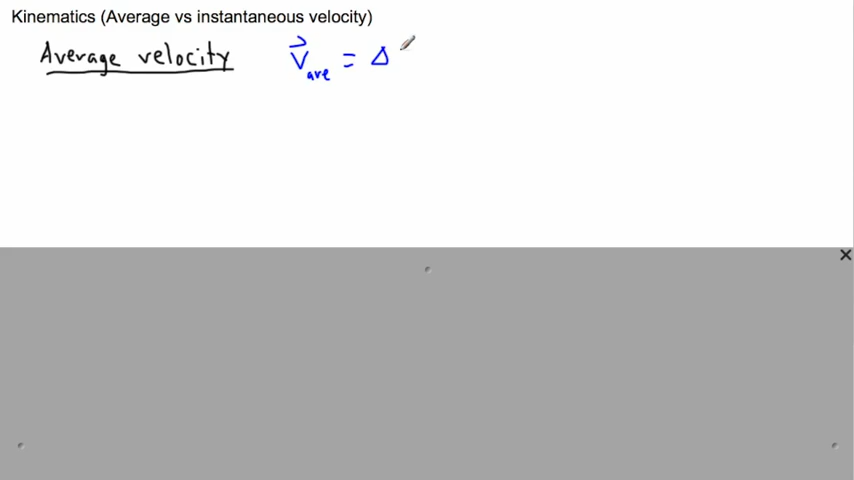 Kinematics (Average vs instantaneous velocity)
Average velocity V⃗ave = Δ